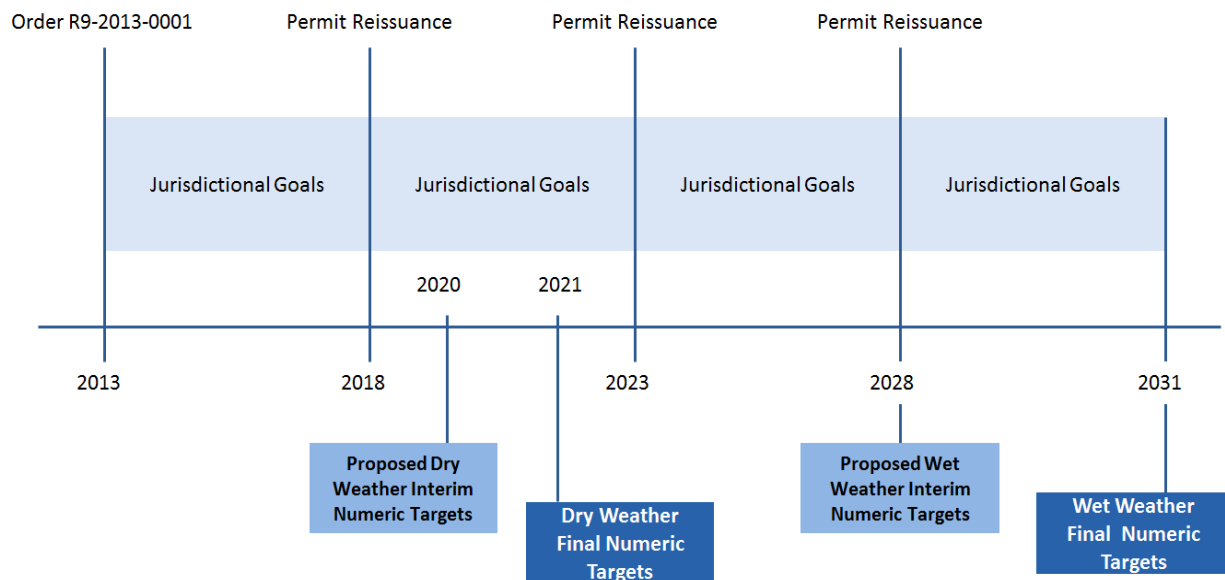 Order R9-2013-0001
Permit Reissuance
Permit Reissuance
Permit Reissuance
Jurisdictional Goals
Jurisdictional Goals
Jurisdictional Goals
Jurisdictional Goals
2020
2021
2013
2018
2023
2028
2031
Proposed Dry
Weather Interim
Numeric Targets
Dry Weather
Final Numeric
Targets
Proposed Wet
Weather Interim
Numeric Targets
Wet Weather
Final Numeric
Targets